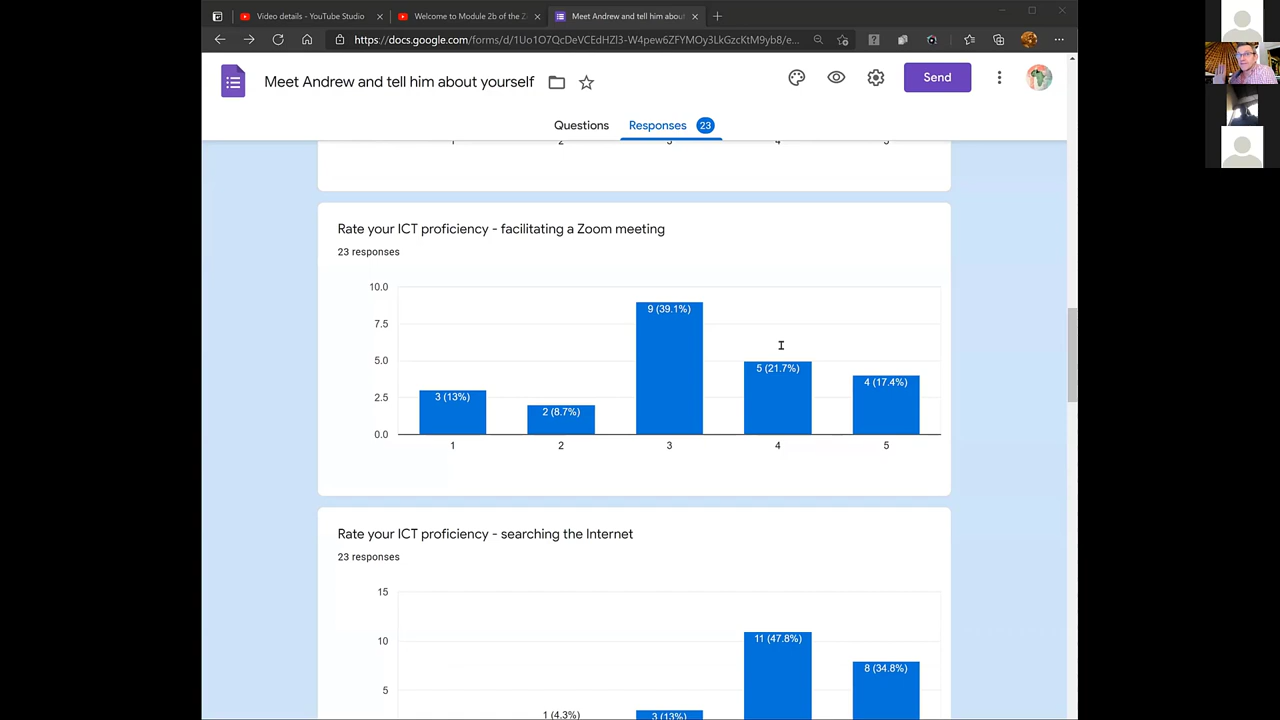 Video details - YouTube Studio
Welcome to Module 2b of the Z
Meet Andrew and tell him about
https://docs.google.com/forms/d/1Uo1O7QcDeVCEdHZl3-W4pew6ZFYMOy3LkGzcKtM9yb8/e...
Meet Andrew and tell him about yourself
Send
Questions
Responses 23
1 2 3 4 5
Rate your ICT proficiency - facilitating a Zoom meeting
23 responses
10.0
9 (39.1%)
7.5
5.0
5 (21.7%)
4 (17.4%)
2.5
3 (13%)
2 (8.7%)
0.0
1 2 3 4 5
Rate your ICT proficiency - searching the Internet
23 responses
15
10
11 (47.8%)
8 (34.8%)
5
1 (4.3%)
3 (13%)